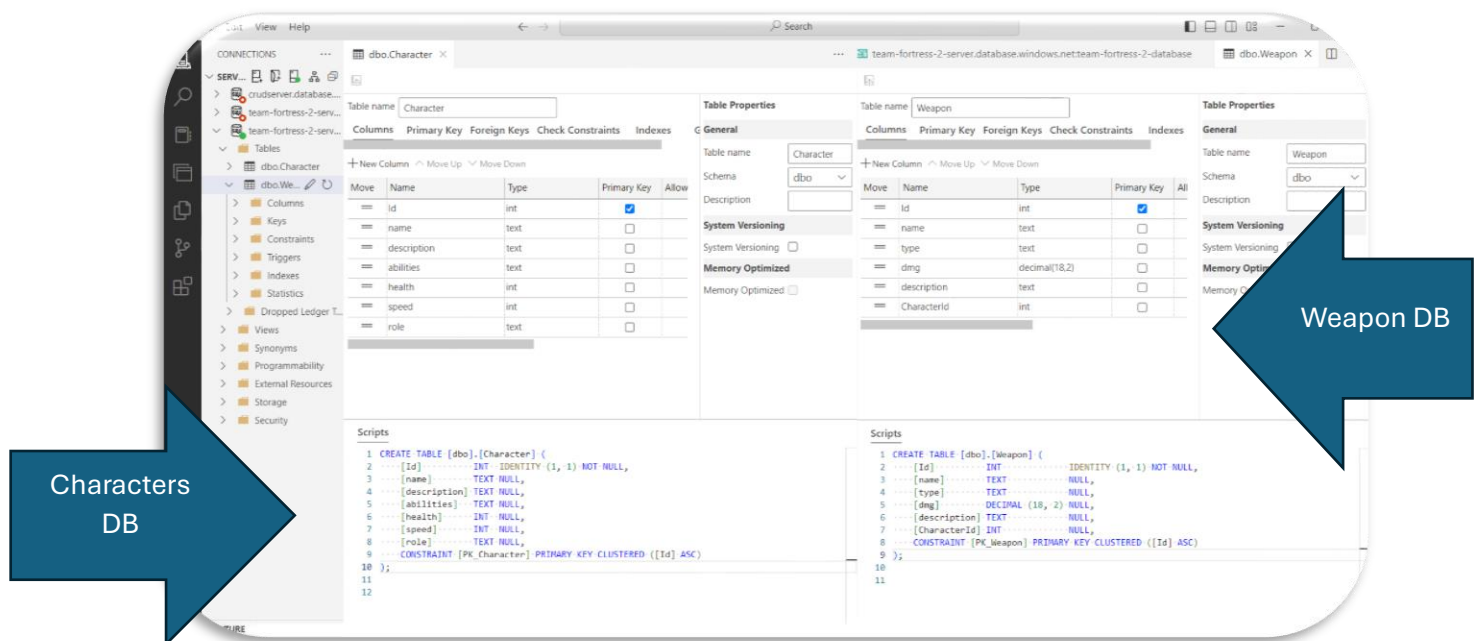 Edit View Help
Search
CONNECTIONS ...
SERV...
crudserver.database....
team-fortress-2-serv...
team-fortress-2-serv...
Tables
dbo.Character
dbo.We...
Columns
Keys
Constraints
Triggers
Indexes
Statistics
Dropped Ledger T...
Views
Synonyms
Programmability
External Resources
Storage
Security
dbo.Character
Table name Character
Columns Primary Key Foreign Keys Check Constraints Indexes
New Column Move Up Move Down
Move Name Type Primary Key Allow
Id int
name text
description text
abilities text
health int
speed int
role text
Table Properties
General
Table name Character
Schema dbo
Description
System Versioning
System Versioning
Memory Optimized
Memory Optimized
Scripts
1 CREATE TABLE [dbo].[Character] (
2 [Id] INT IDENTITY (1, 1) NOT NULL,
3 [name] TEXT NULL,
4 [description] TEXT NULL,
5 [abilities] TEXT NULL,
6 [health] INT NULL,
7 [speed] INT NULL,
8 [role] TEXT NULL,
9 CONSTRAINT [PK_Character] PRIMARY KEY CLUSTERED ([Id] ASC)
10 );
11
12
... team-fortress-2-server.database.windows.net:team-fortress-2-database
dbo.Weapon
Table name Weapon
Columns Primary Key Foreign Keys Check Constraints Indexes
New Column Move Up Move Down
Move Name Type Primary Key All
Id int
name text
type text
dmg decimal(18,2)
description text
CharacterId int
Table Properties
General
Table name Weapon
Schema dbo
Description
System Versioning
System Versioning
Memory Optim
Memory O
Scripts
1 CREATE TABLE [dbo].[Weapon] (
2 [Id] INT IDENTITY (1, 1) NOT NULL,
3 [name] TEXT NULL,
4 [type] TEXT NULL,
5 [dmg] DECIMAL (18, 2) NULL,
6 [description] TEXT NULL,
7 [CharacterId] INT NULL,
8 CONSTRAINT [PK_Weapon] PRIMARY KEY CLUSTERED ([Id] ASC)
9 );
10
11
Weapon DB
Characters
DB